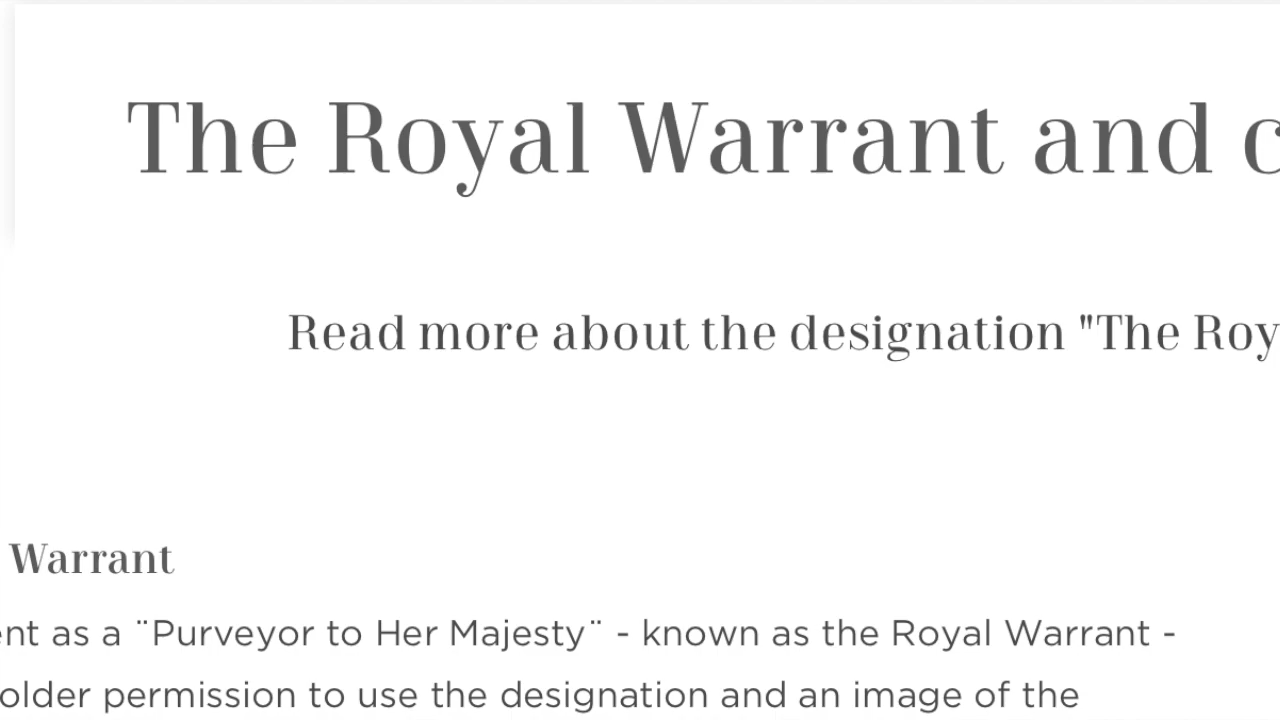 The Royal Warrant and
Read more about the designation "The Roy
Warrant
ent as a ¨Purveyor to Her Majesty¨ - known as the Royal Warrant -
older permission to use the designation and an image of the